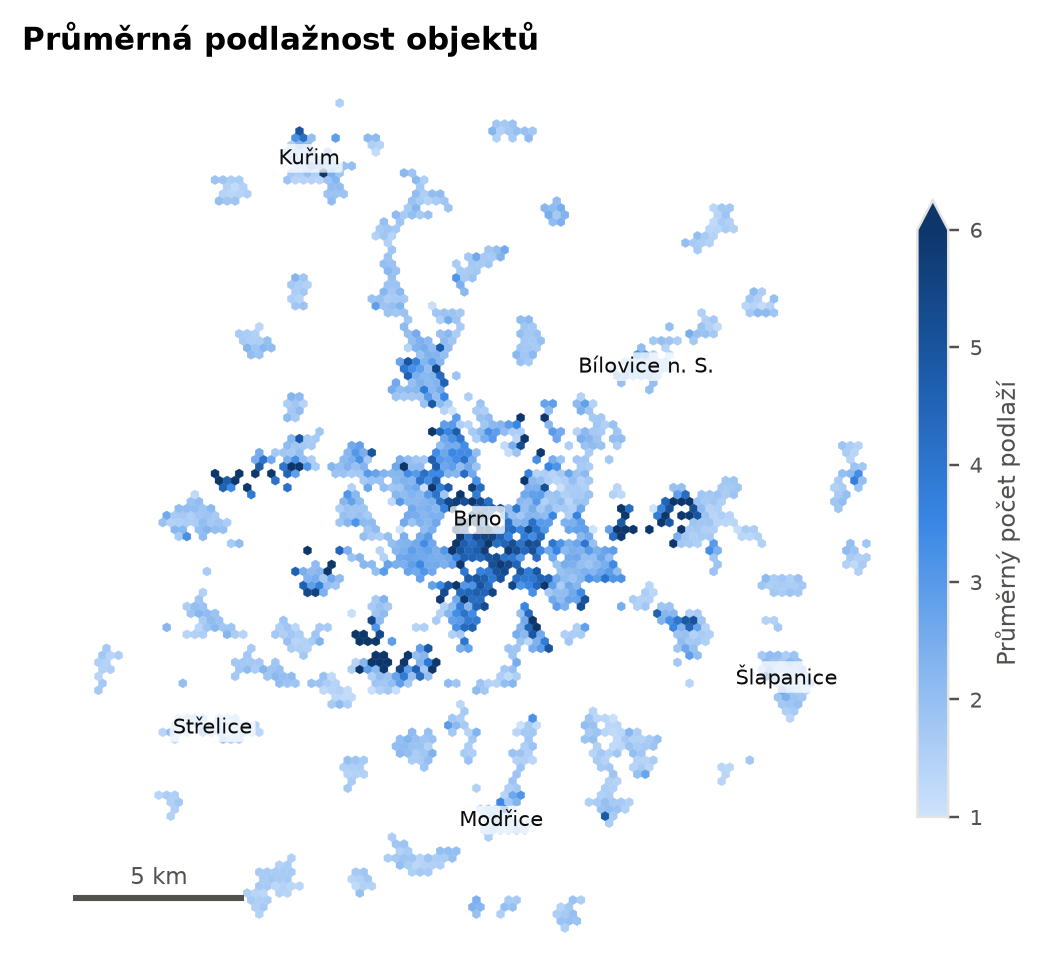 Průměrná podlažnost objektů
Kuřim
Bílovice n. S.
Brno
Šlapanice
Střelice
Modřice
5 km
6
5
4
3
2
1
Průměrný počet podlaží